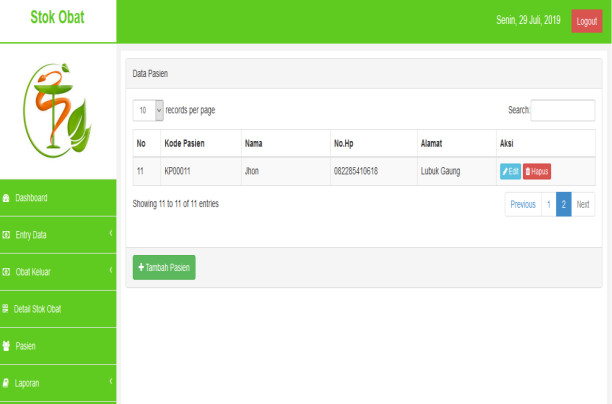 Stok Obat
Senin, 29 Juli, 2019
Logout
Data Pasien
10 records per page
Search:
No Kode Pasien Nama No.Hp Alamat Aksi
11 KP00011 Jhon 082285410618 Lubuk Gaung Edit Hapus
Showing 11 to 11 of 11 entries
Previous 1 2 Next
Tambah Pasien
Dashboard
Entry Data
Obat Keluar
Detail Stok Obat
Pasien
Laporan